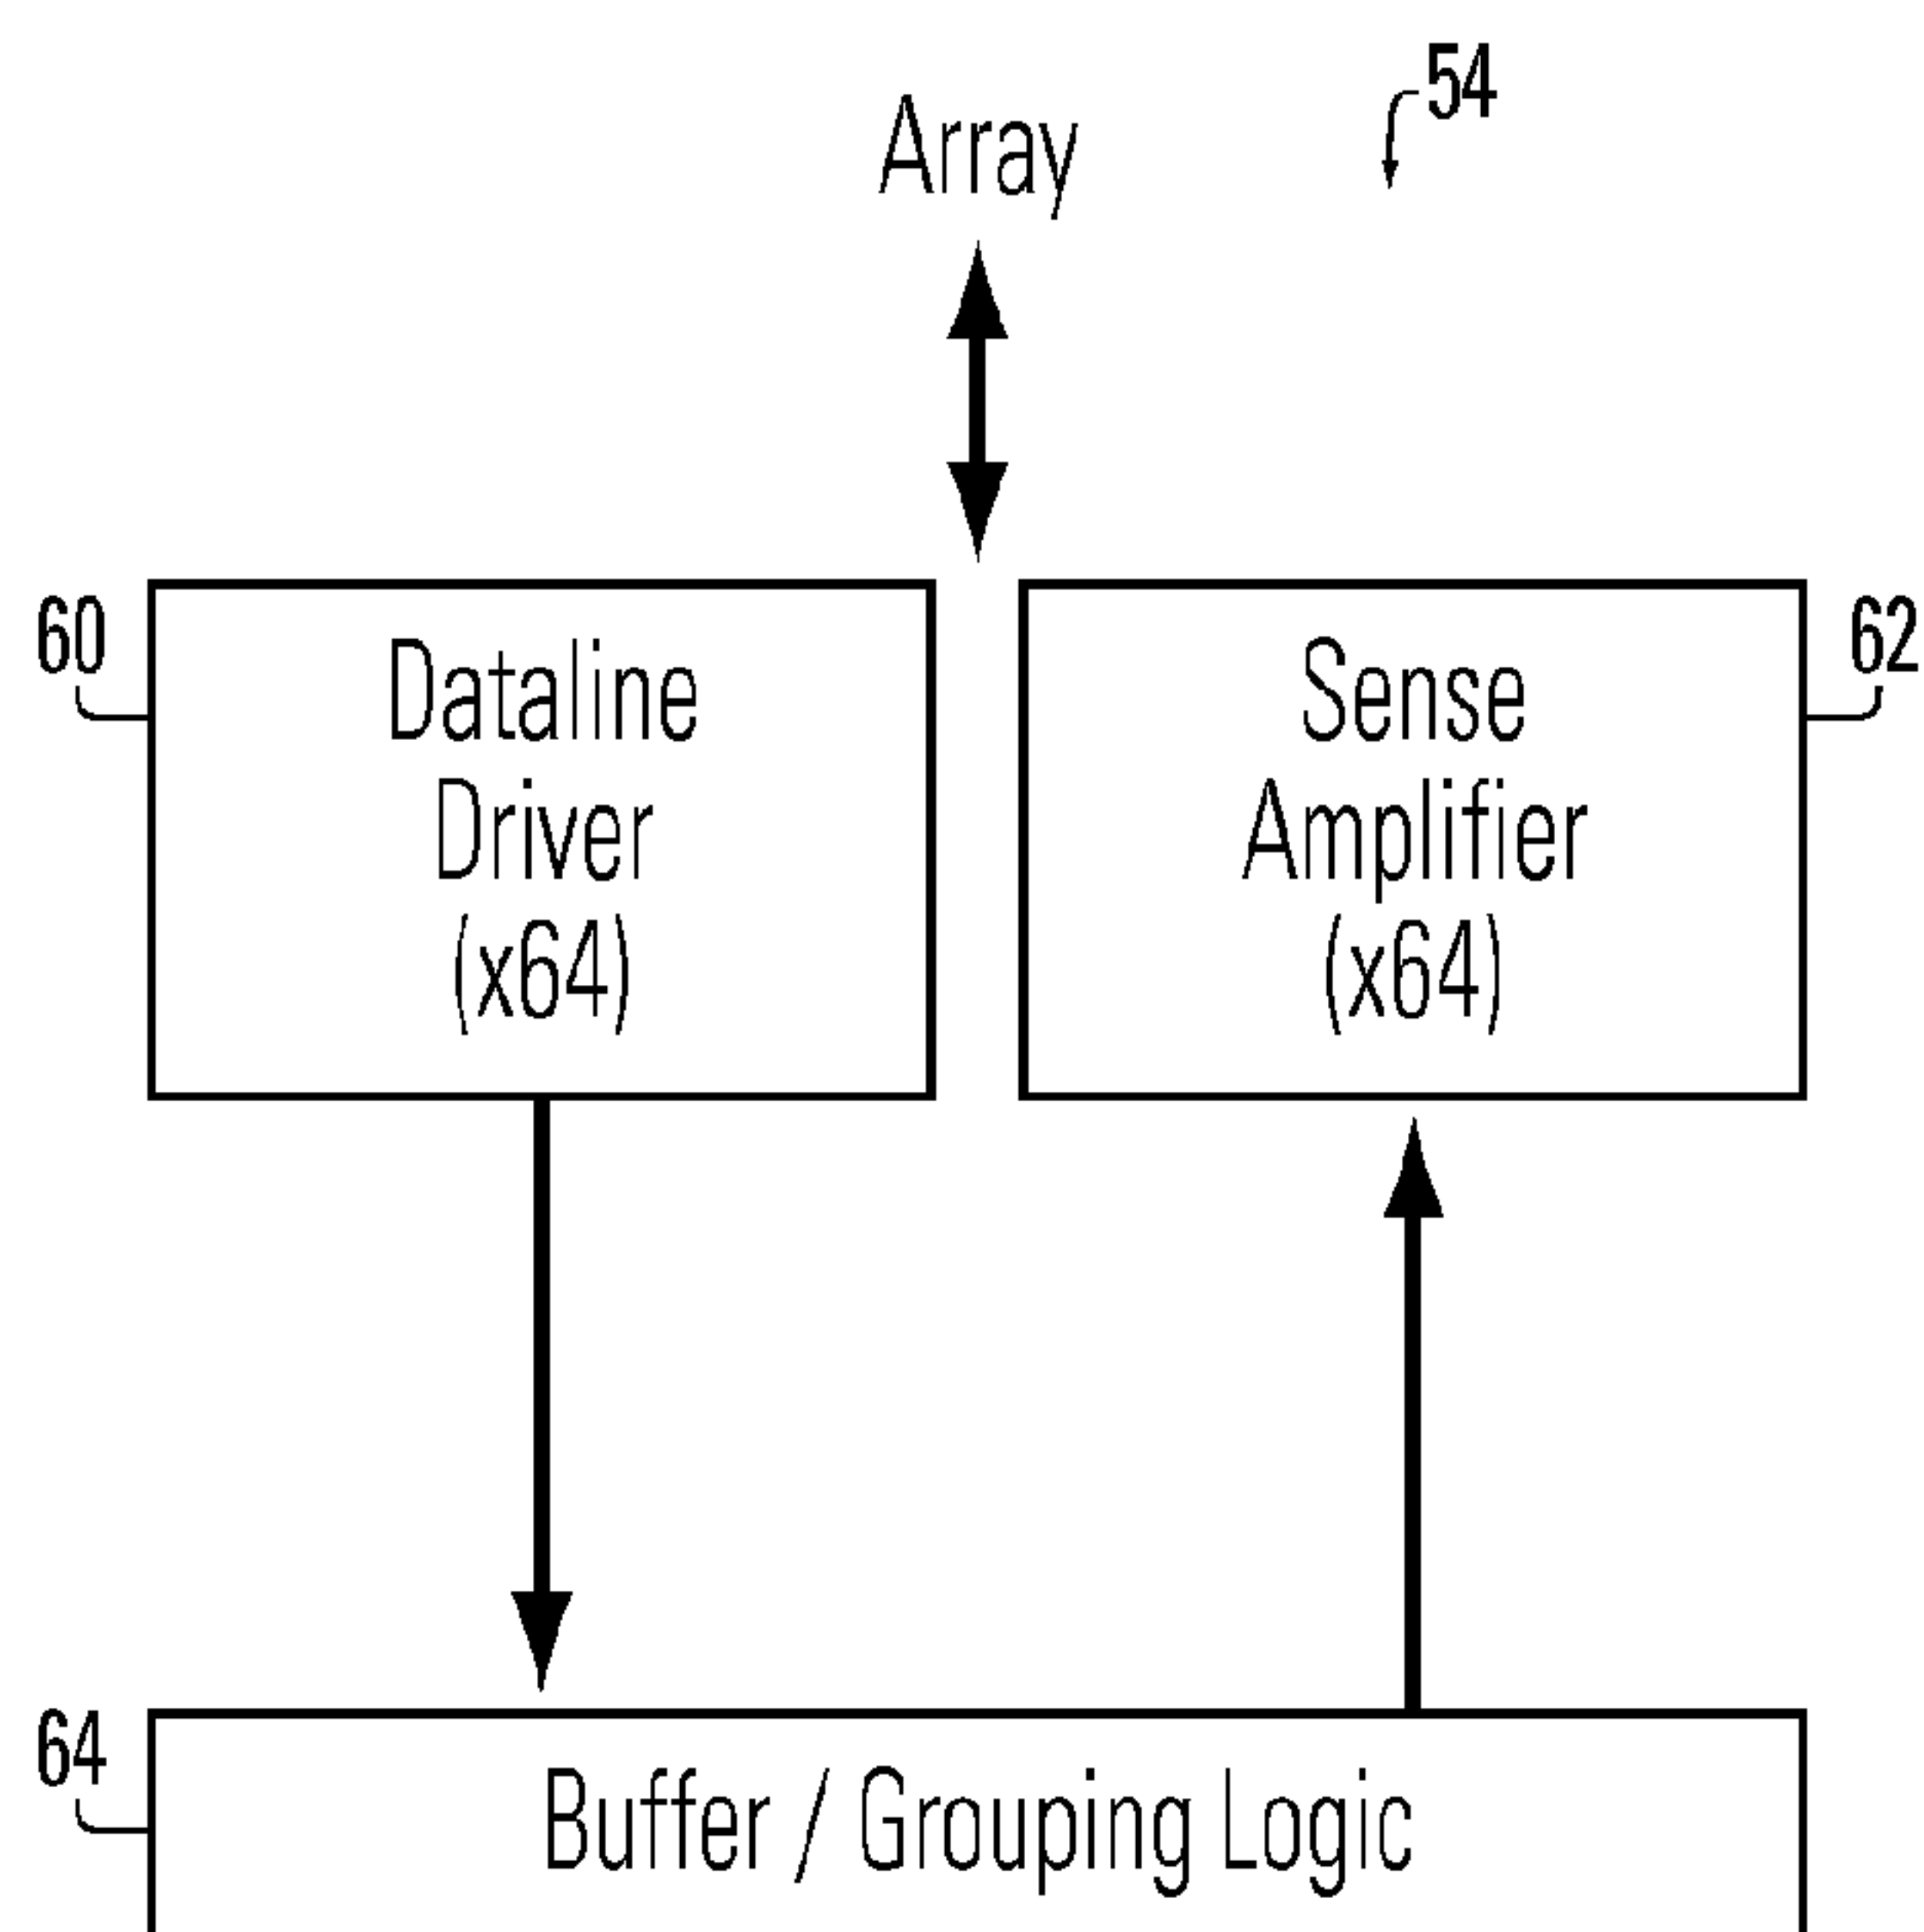 Array
54
60
Dataline
Driver
(x64)
Sense
Amplifier
(x64)
62
64
Buffer / Grouping Logic